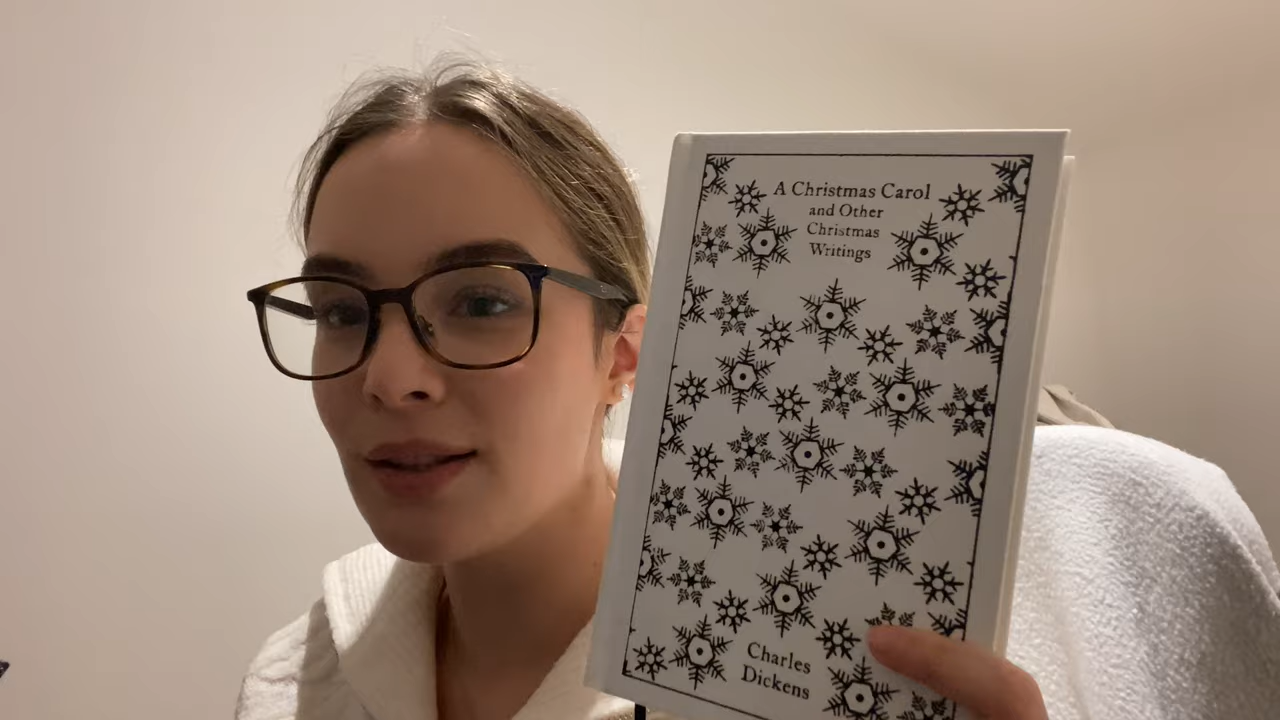 A Christmas Carol
and Other
Christmas
Writings
Charles
Dickens